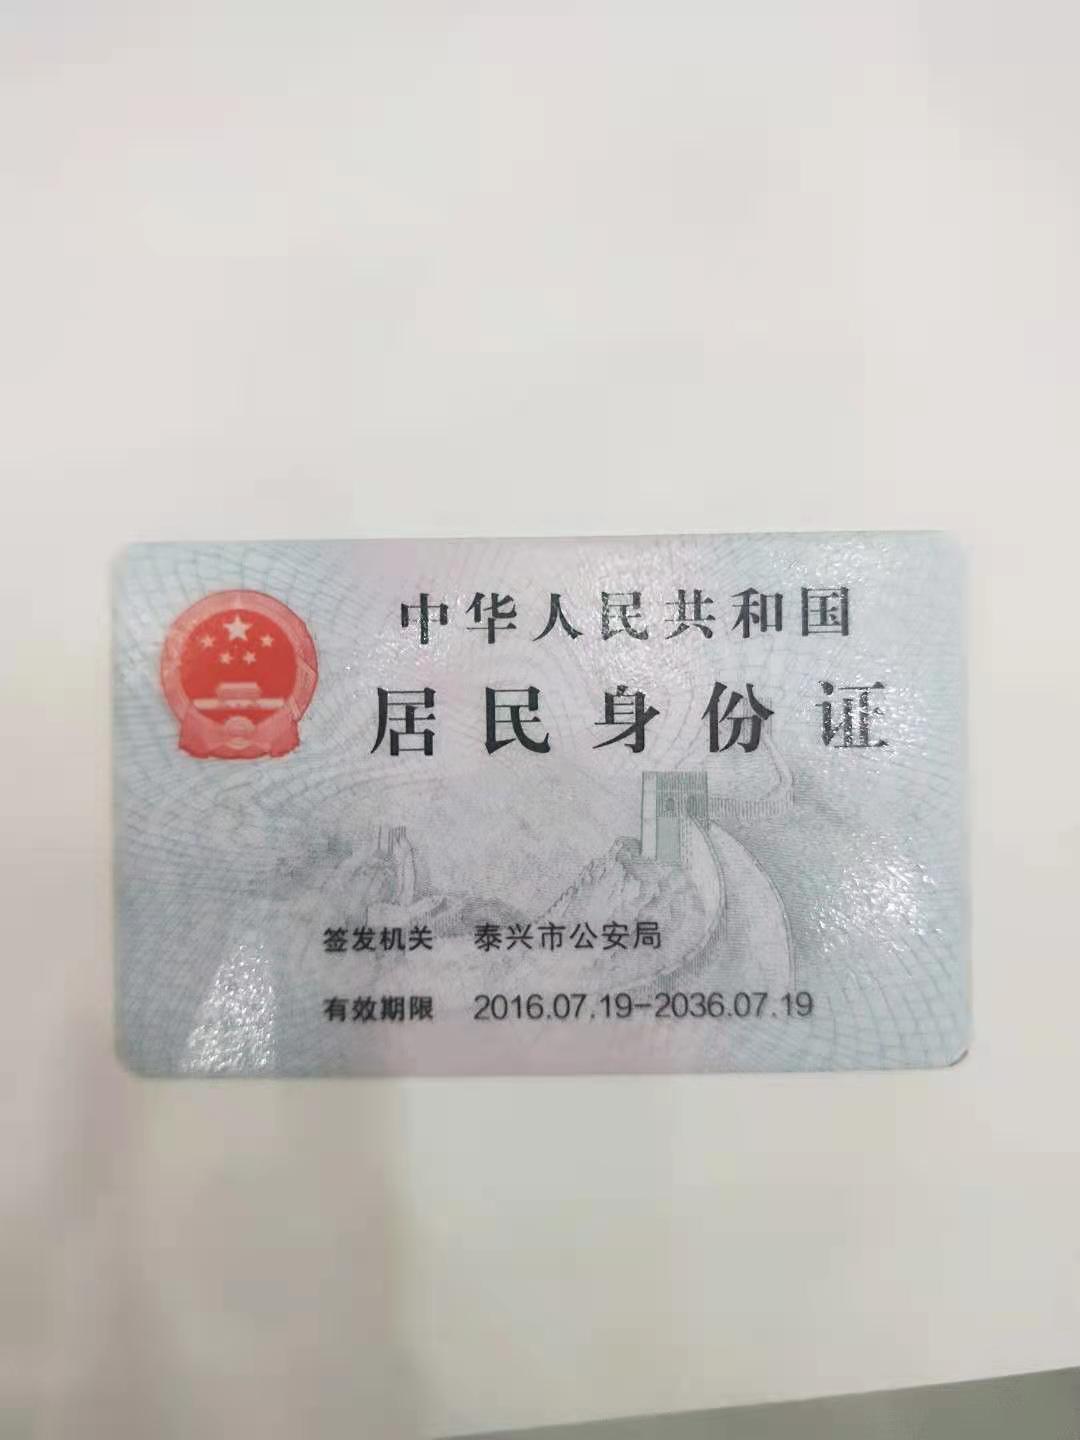 中华人民共和国
居民身份证
签发机关 泰兴市公安局
有效期限 2016.07.19-2036.07.19